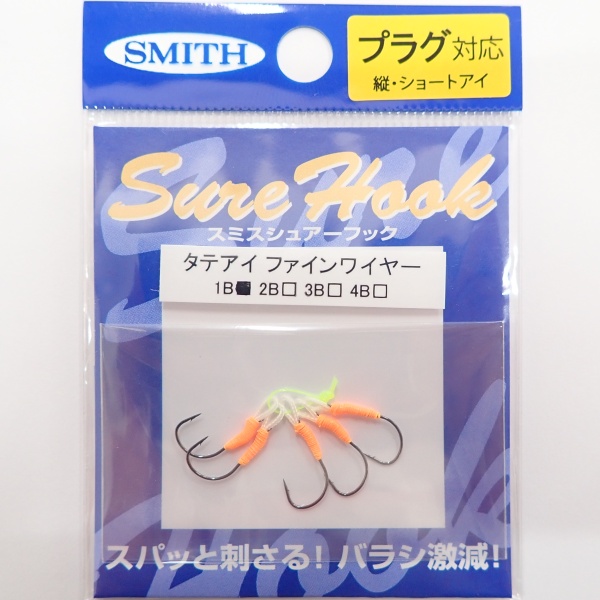 SMITH
プラグ対応
縦・ショートアイ
Sure Hook
スミスシュアーフック
タテアイ ファインワイヤー
1B■ 2B□ 3B□ 4B□
スパッと刺さる! バラシ激減!